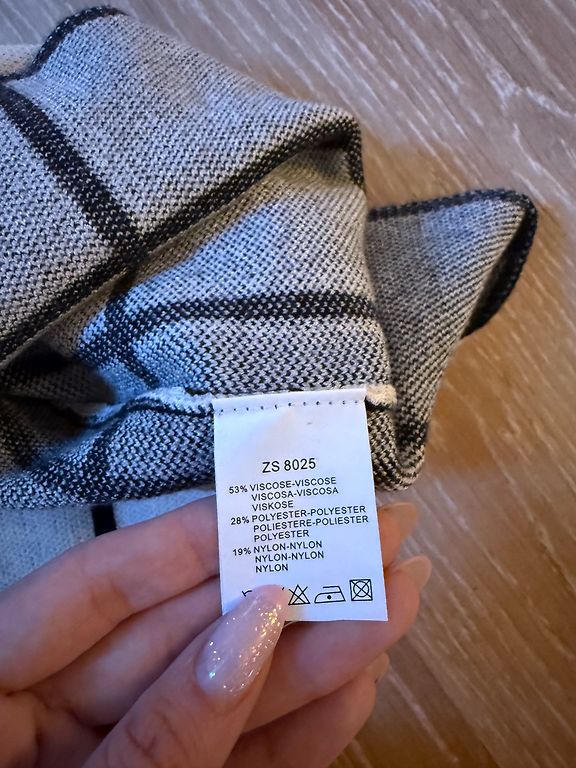 ZS 8025
53% VISCOSE-VISCOSE
VISCOSA-VISCOSA
VISKOSE
28% POLYESTER-POLYESTER
POLIESTERE-POLIESTER
POLYESTER
19% NYLON-NYLON
NYLON-NYLON
NYLON